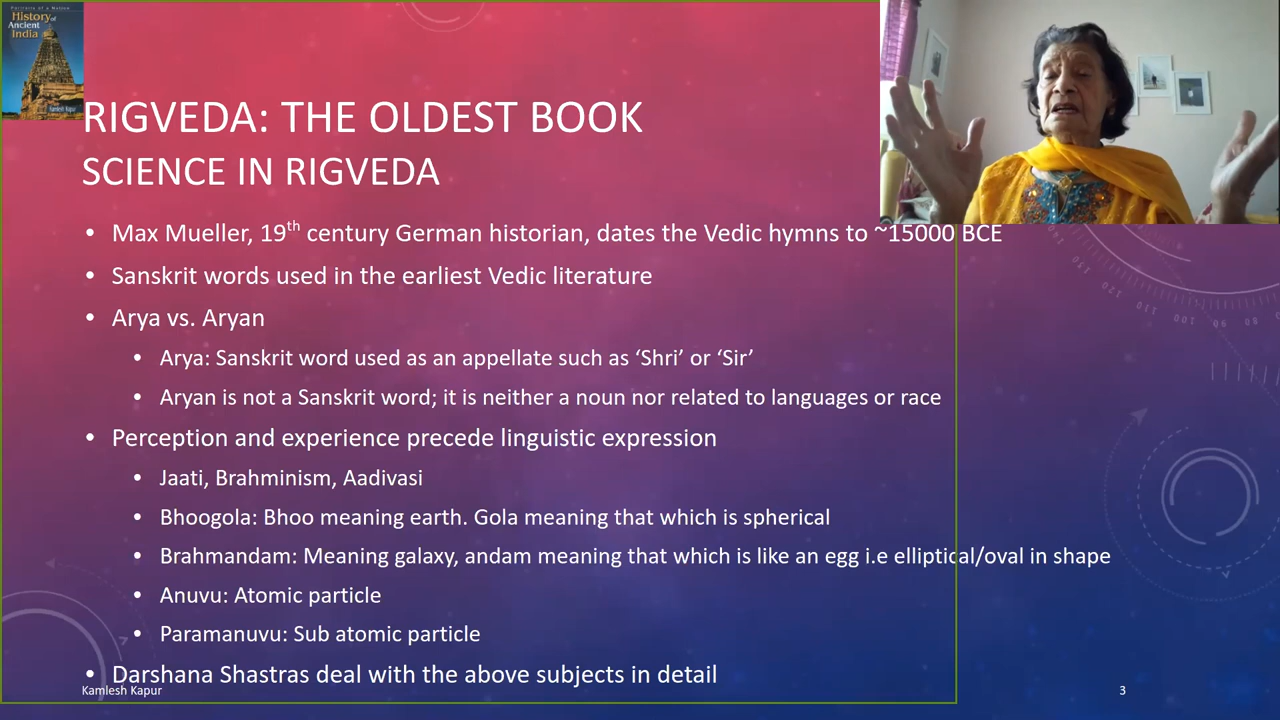 Portraits of a Nation
History of
Ancient
India
Kamlesh Kapur
RIGVEDA: THE OLDEST BOOK
SCIENCE IN RIGVEDA
• Max Mueller, 19th century German historian, dates the Vedic hymns to ~15000 BCE
• Sanskrit words used in the earliest Vedic literature
• Arya vs. Aryan
• Arya: Sanskrit word used as an appellate such as ‘Shri’ or ‘Sir’
• Aryan is not a Sanskrit word; it is neither a noun nor related to languages or race
• Perception and experience precede linguistic expression
• Jaati, Brahminism, Aadivasi
• Bhoogola: Bhoo meaning earth. Gola meaning that which is spherical
• Brahmandam: Meaning galaxy, andam meaning that which is like an egg i.e elliptical/oval in shape
• Anuvu: Atomic particle
• Paramanuvu: Sub atomic particle
• Darshana Shastras deal with the above subjects in detail
Kamlesh Kapur
3